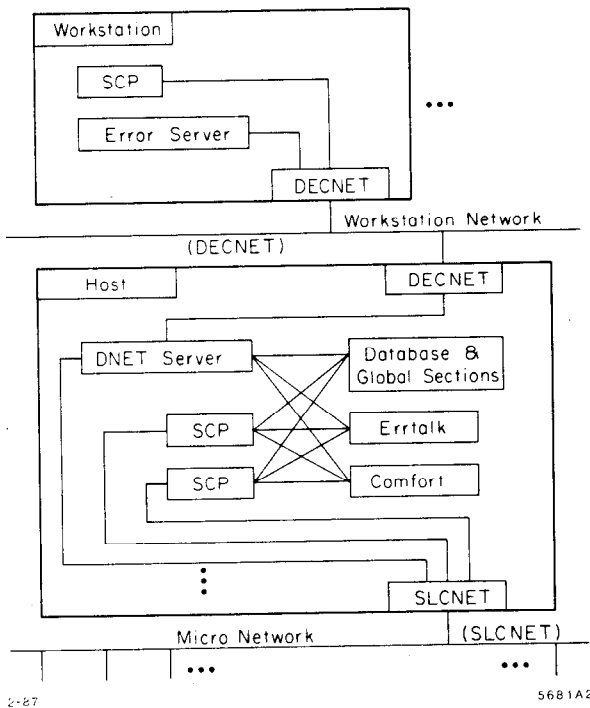 Workstation
SCP
•••
Error Server
DECNET
Workstation Network
(DECNET)
Host
DECNET
DNET Server
Database &
Global Sections
SCP
Errtalk
SCP
Comfort
SLCNET
Micro Network
(SLCNET)
•••
•••
2-87
5681A2